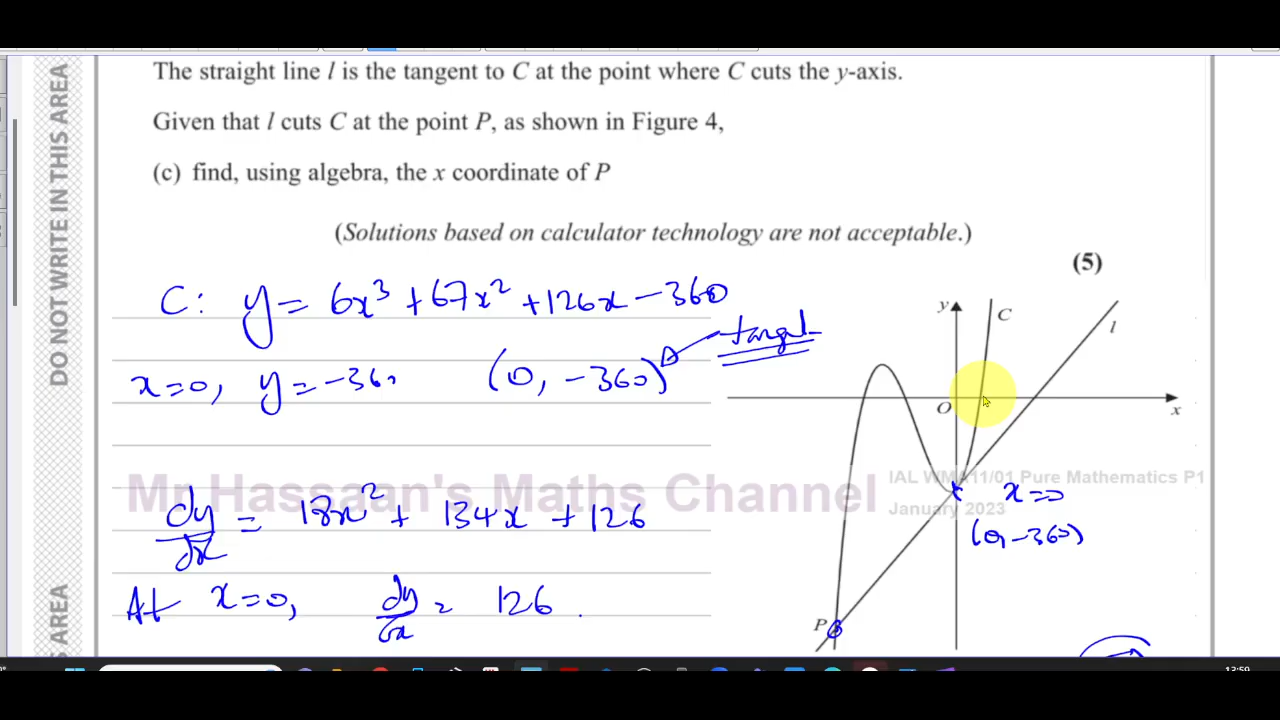 The straight line l is the tangent to C at the point where C cuts the y-axis.
Given that l cuts C at the point P, as shown in Figure 4,
(c) find, using algebra, the x coordinate of P
(Solutions based on calculator technology are not acceptable.)
(5)
DO NOT WRITE IN THIS AREA
S AREA
C: y = 6x³ + 67x² + 126x - 360
tangent
x=0, y = -360 (0, -360)
dy/dx = 18x² + 134x + 126
At x=0, dy/dx = 126.
y
C
l
O
x
x=0
(0, -360)
P
Mr Hassaan's Maths Channel
IAL WMA11/01 Pure Mathematics P1
January 2023
13:59